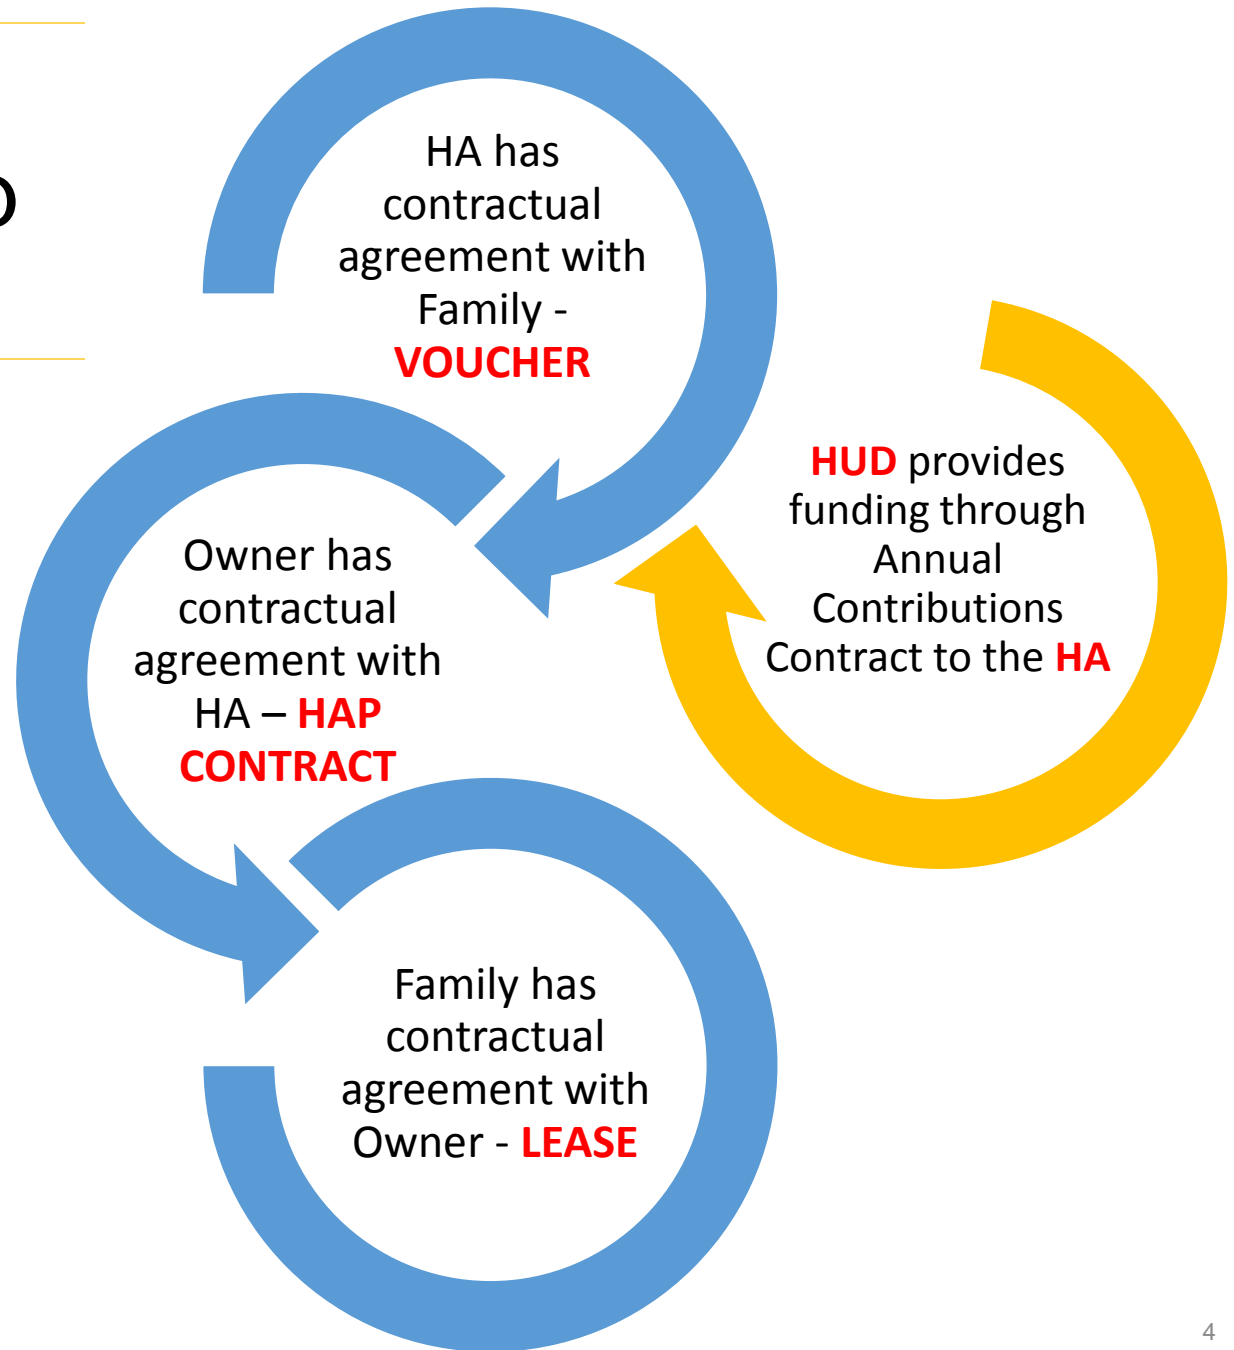 HA has
contractual
agreement with
Family -
VOUCHER
HUD provides
funding through
Annual
Contributions
Contract to the HA
Owner has
contractual
agreement with
HA – HAP
CONTRACT
Family has
contractual
agreement with
Owner - LEASE
4